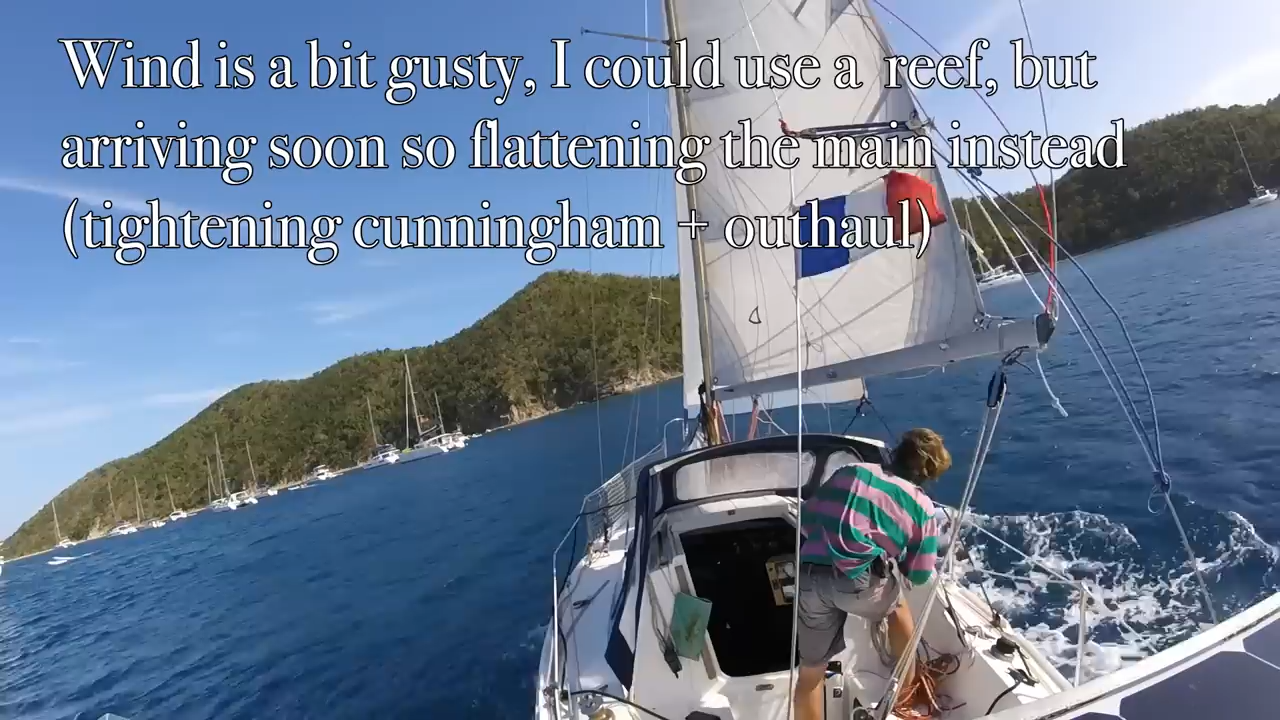 Wind is a bit gusty, I could use a reef, but
arriving soon so flattening the main instead
(tightening cunningham + outhaul)